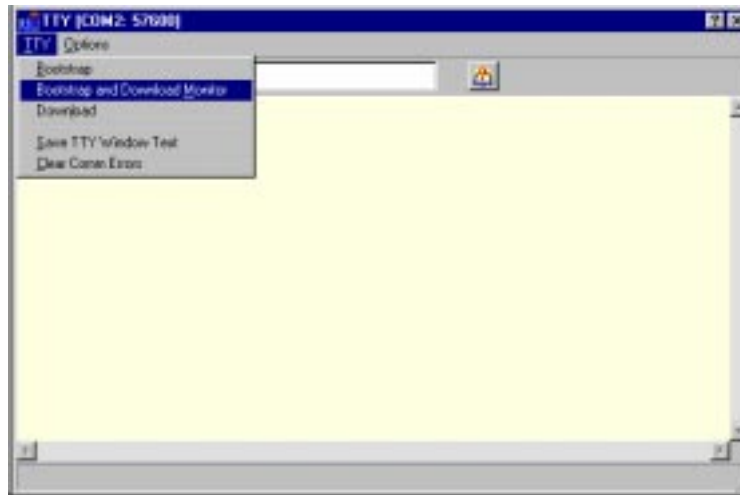 TTY [COM2: 57600]
TTY Options
Bootstrap
Bootstrap and Download Monitor
Download
Save TTY Window Text
Clear Comm Errors